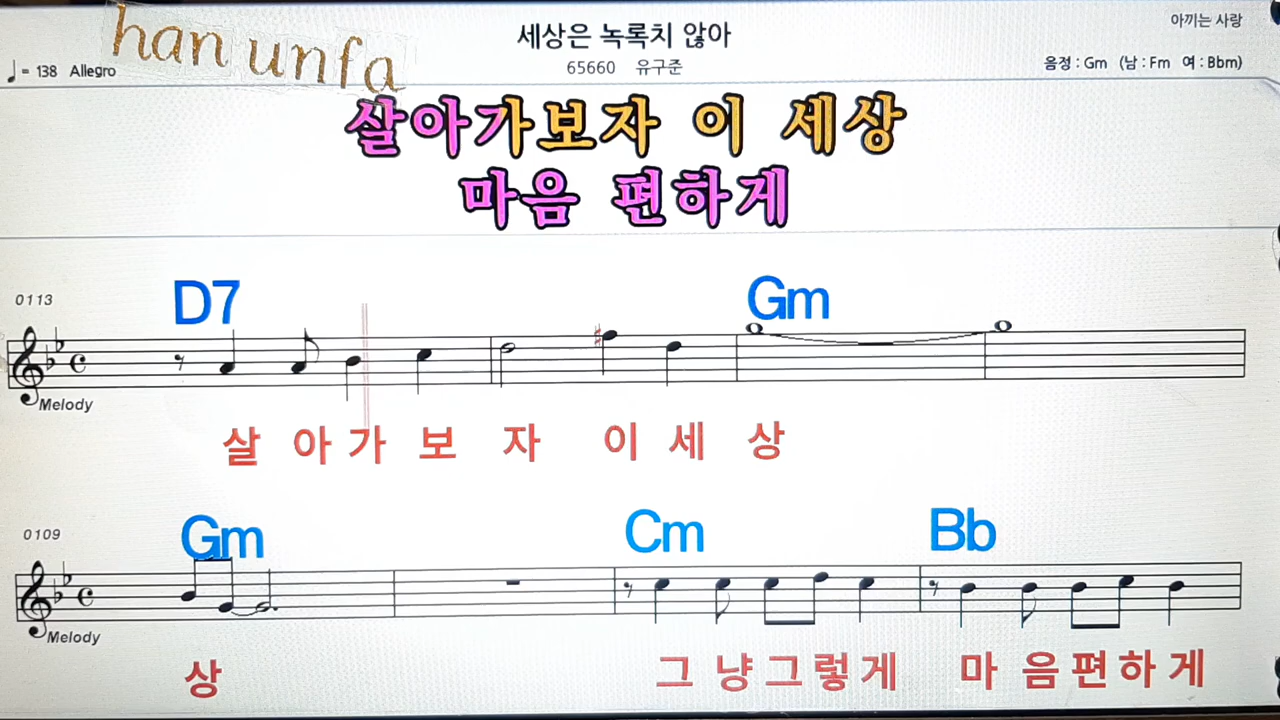 han unfa
세상은 녹록치 않아
아끼는 사랑
♩= 138 Allegro
65660 유구준
음정 : Gm (남 : Fm 여 : Bbm)
살아가보자 이 세상
마음 편하게
0113
D7 Gm
Melody
살 아 가 보 자 이 세 상
0109
Gm Cm Bb
Melody
상 그 냥 그 렇 게 마 음 편 하 게